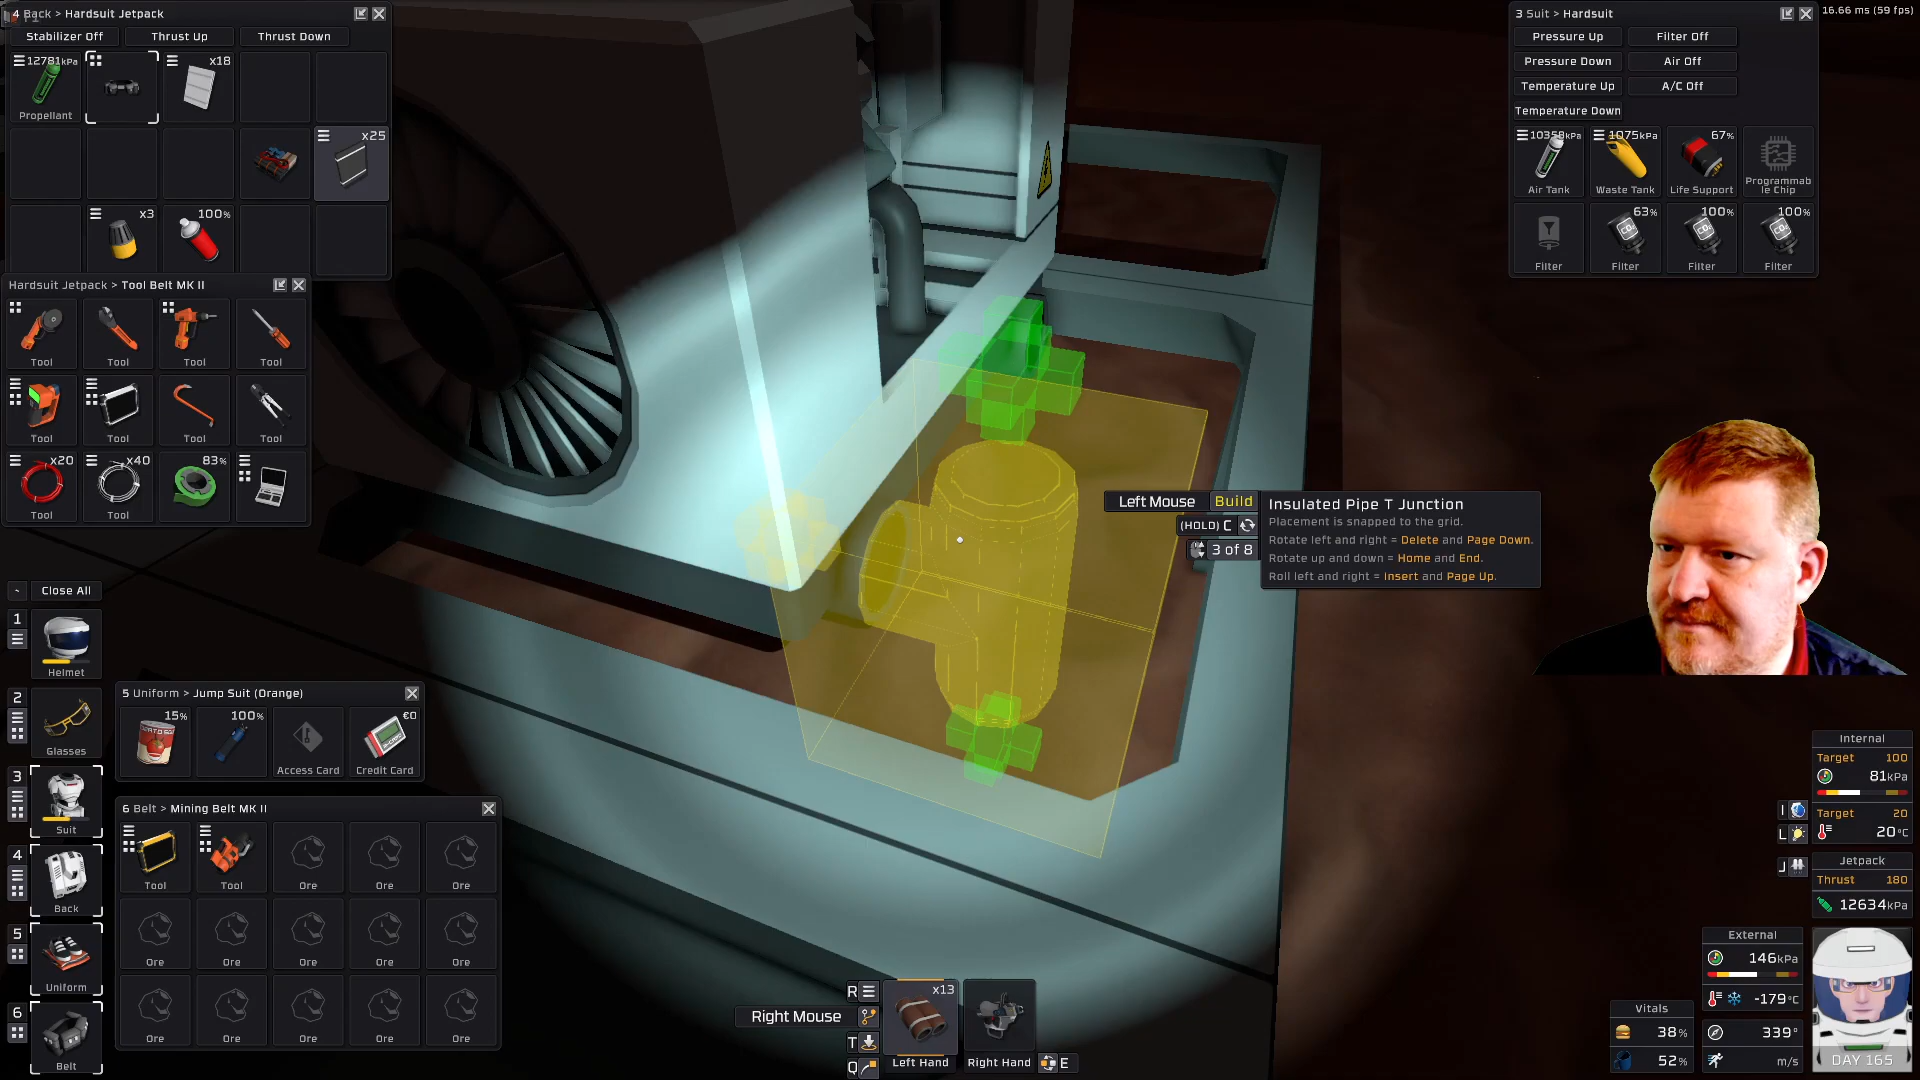 4 Back > Hardsuit Jetpack
Stabilizer Off
Thrust Up
Thrust Down
12781kPa
x18
Propellant
x25
x3
100%
Hardsuit Jetpack > Tool Belt MK II
Tool
Tool
Tool
Tool
Tool
Tool
Tool
Tool
x20
x40
83%
Tool
Tool
~
Close All
1
Helmet
2
Glasses
3
Suit
4
Back
5
Uniform
6
Belt
5 Uniform > Jump Suit (Orange)
15%
100%
€0
Access Card
Credit Card
6 Belt > Mining Belt MK II
Tool
Tool
Ore
Ore
Ore
Ore
Ore
Ore
Ore
Ore
Ore
Ore
Ore
Ore
Ore
3 Suit > Hardsuit
16.66 ms (59 fps)
Pressure Up
Filter Off
Pressure Down
Air Off
Temperature Up
A/C Off
Temperature Down
10358kPa
1075kPa
67%
Air Tank
Waste Tank
Life Support
Programmab
le Chip
63%
100%
100%
Filter
Filter
Filter
Filter
Left Mouse
Build
(HOLD) C
3 of 8
Insulated Pipe T Junction
Placement is snapped to the grid.
Rotate left and right = Delete and Page Down.
Rotate up and down = Home and End.
Roll left and right = Insert and Page Up.
Right Mouse
R
T
Q
x13
Left Hand
Right Hand
E
Internal
Target 100
81kPa
Target 20
20°C
I
L
J
Jetpack
Thrust 180
12634kPa
External
146kPa
-179°C
339°
m/s
Vitals
38%
52%
DAY 165